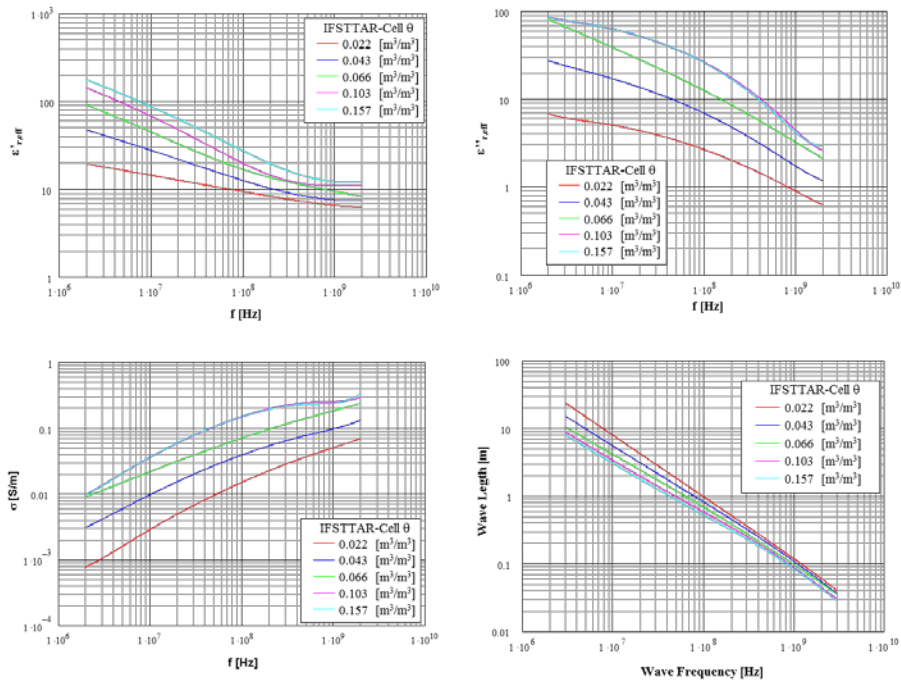 1·10³
100
10
1
ε'r,eff
IFSTTAR-Cell θ
0.022 [m³/m³]
0.043 [m³/m³]
0.066 [m³/m³]
0.103 [m³/m³]
0.157 [m³/m³]
1·10⁶ 1·10⁷ 1·10⁸ 1·10⁹ 1·10¹⁰
f [Hz]
100
10
1
0.1
ε''r,eff
IFSTTAR-Cell θ
0.022 [m³/m³]
0.043 [m³/m³]
0.066 [m³/m³]
0.103 [m³/m³]
0.157 [m³/m³]
1·10⁶ 1·10⁷ 1·10⁸ 1·10⁹ 1·10¹⁰
f [Hz]
1
0.1
0.01
1·10⁻³
1·10⁻⁴
σ [S/m]
IFSTTAR-Cell θ
0.022 [m³/m³]
0.043 [m³/m³]
0.066 [m³/m³]
0.103 [m³/m³]
0.157 [m³/m³]
1·10⁶ 1·10⁷ 1·10⁸ 1·10⁹ 1·10¹⁰
f [Hz]
100
10
1
0.1
0.01
Wave Legth [m]
IFSTTAR-Cell θ
0.022 [m³/m³]
0.043 [m³/m³]
0.066 [m³/m³]
0.103 [m³/m³]
0.157 [m³/m³]
1·10⁶ 1·10⁷ 1·10⁸ 1·10⁹ 1·10¹⁰
Wave Frequency [Hz]